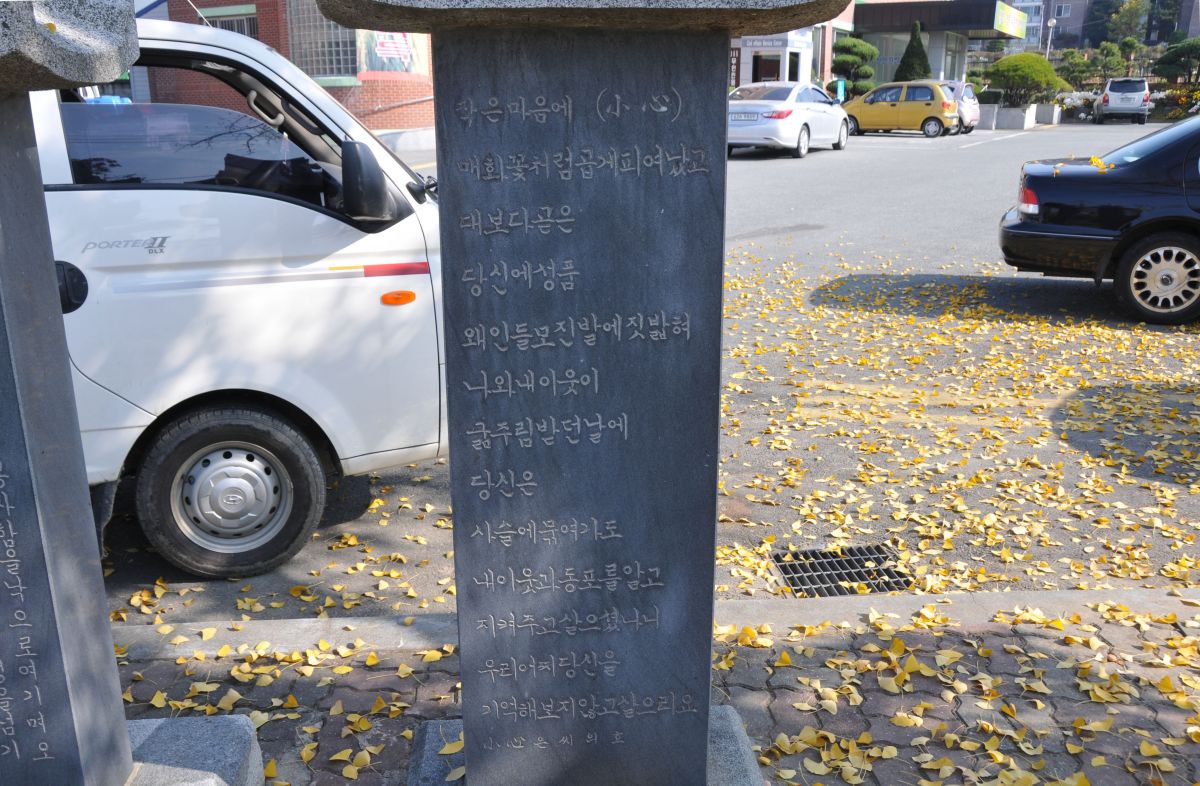 작은마음에 (小心)
매화꽃처럼곱게피여났고
대보다곧은
당신에성품
왜인들모진발에짓밟혀
나와내이웃이
굶주림받던날에
당신은
사슬에묶여가도
내이웃과동포를알고
지켜주고살으셨나니
우리어찌당신을
기억해보지않고살으리요
小心은씨의호
PORTER II
DLX